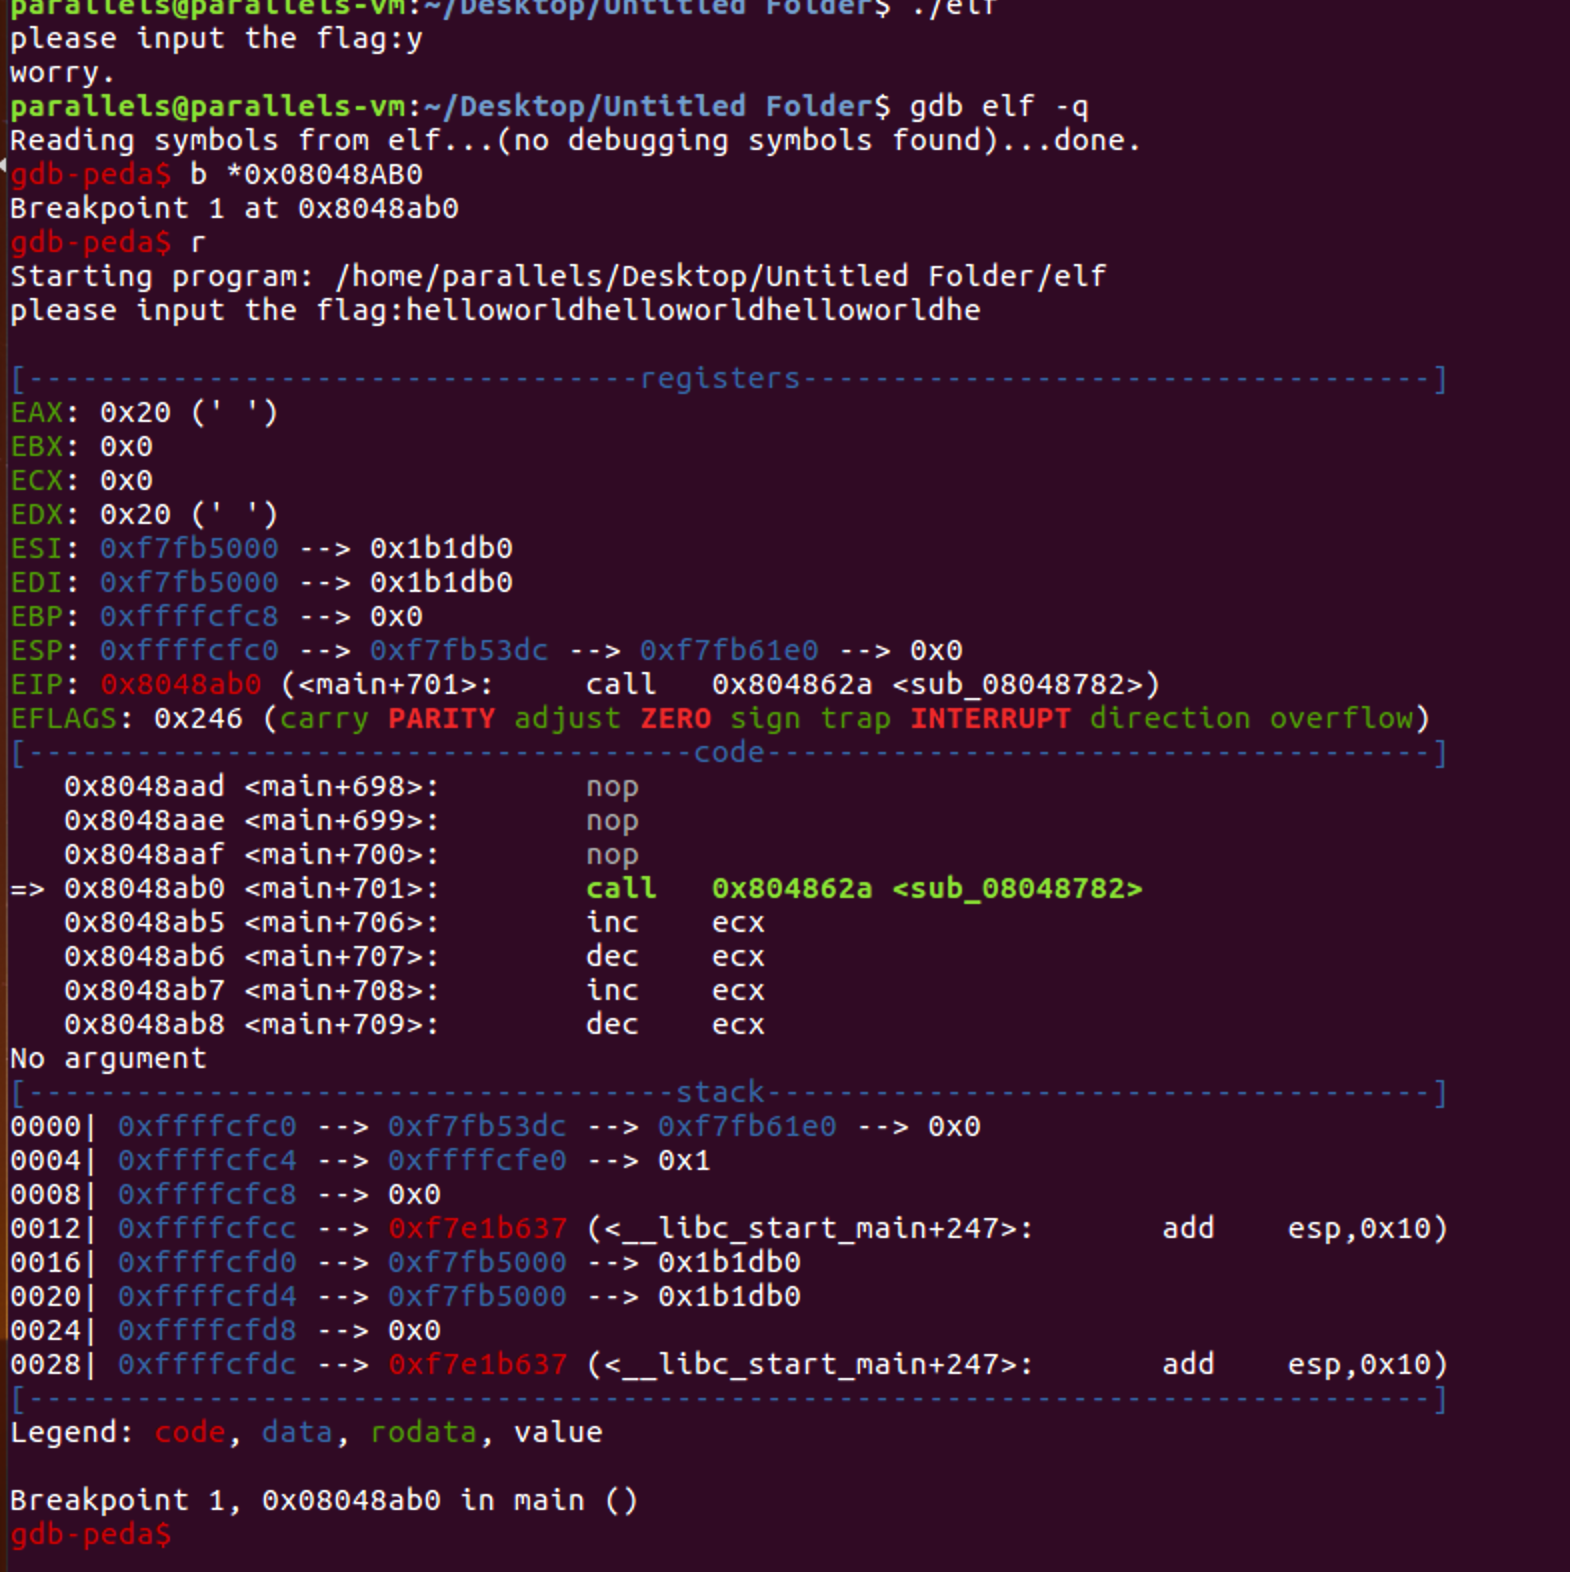 parallels@parallels-vm:~/Desktop/Untitled Folder$ ./elf
please input the flag:y
worry.
parallels@parallels-vm:~/Desktop/Untitled Folder$ gdb elf -q
Reading symbols from elf...(no debugging symbols found)...done.
gdb-peda$ b *0x08048AB0
Breakpoint 1 at 0x8048ab0
gdb-peda$ r
Starting program: /home/parallels/Desktop/Untitled Folder/elf
please input the flag:helloworldhelloworldhelloworldhe
[----------------------------------registers-----------------------------------]
EAX: 0x20 (' ')
EBX: 0x0
ECX: 0x0
EDX: 0x20 (' ')
ESI: 0xf7fb5000 --> 0x1b1db0
EDI: 0xf7fb5000 --> 0x1b1db0
EBP: 0xffffcfc8 --> 0x0
ESP: 0xffffcfc0 --> 0xf7fb53dc --> 0xf7fb61e0 --> 0x0
EIP: 0x8048ab0 (<main+701>:     call   0x804862a <sub_08048782>)
EFLAGS: 0x246 (carry PARITY adjust ZERO sign trap INTERRUPT direction overflow)
[-------------------------------------code-------------------------------------]
   0x8048aad <main+698>:        nop
   0x8048aae <main+699>:        nop
   0x8048aaf <main+700>:        nop
=> 0x8048ab0 <main+701>:        call   0x804862a <sub_08048782>
   0x8048ab5 <main+706>:        inc    ecx
   0x8048ab6 <main+707>:        dec    ecx
   0x8048ab7 <main+708>:        inc    ecx
   0x8048ab8 <main+709>:        dec    ecx
No argument
[------------------------------------stack-------------------------------------]
0000| 0xffffcfc0 --> 0xf7fb53dc --> 0xf7fb61e0 --> 0x0
0004| 0xffffcfc4 --> 0xffffcfe0 --> 0x1
0008| 0xffffcfc8 --> 0x0
0012| 0xffffcfcc --> 0xf7e1b637 (<__libc_start_main+247>:       add    esp,0x10)
0016| 0xffffcfd0 --> 0xf7fb5000 --> 0x1b1db0
0020| 0xffffcfd4 --> 0xf7fb5000 --> 0x1b1db0
0024| 0xffffcfd8 --> 0x0
0028| 0xffffcfdc --> 0xf7e1b637 (<__libc_start_main+247>:       add    esp,0x10)
[------------------------------------------------------------------------------]
Legend: code, data, rodata, value
Breakpoint 1, 0x08048ab0 in main ()
gdb-peda$